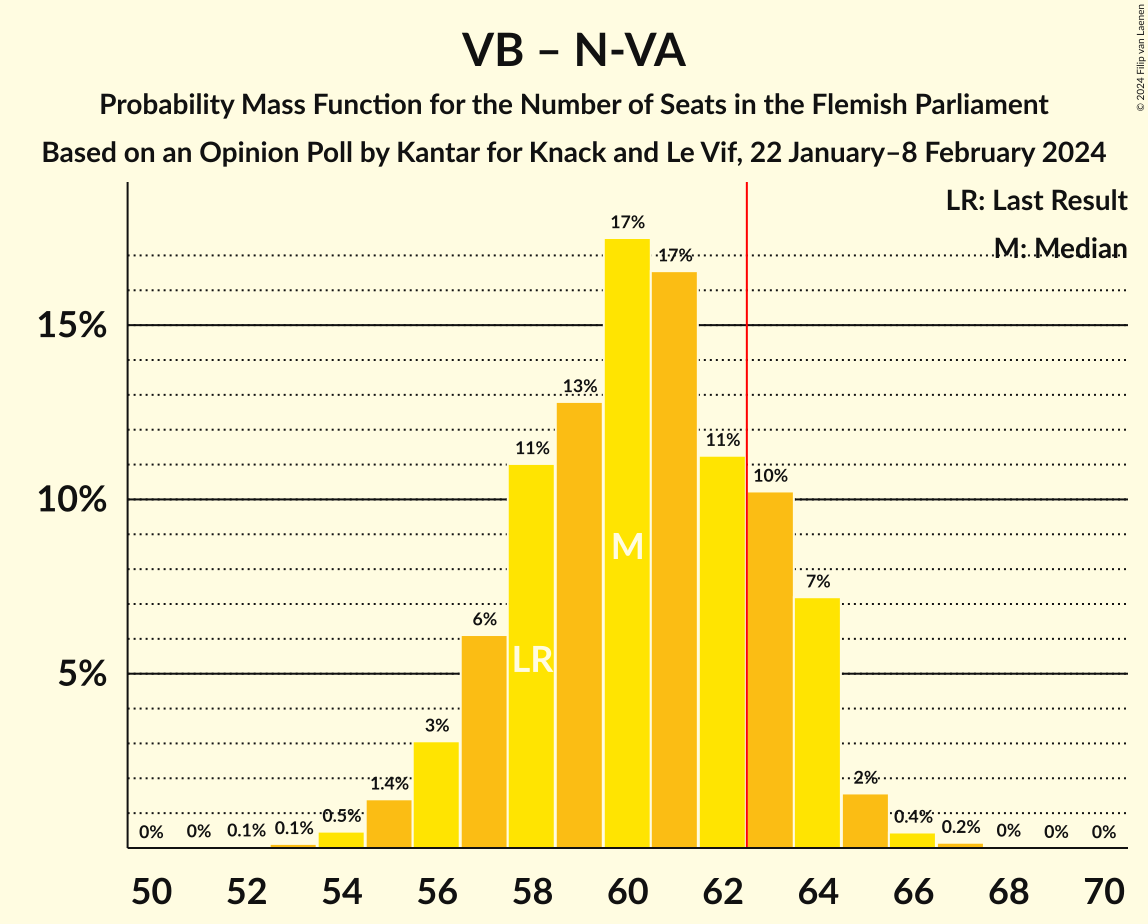 VB – N-VA
Probability Mass Function for the Number of Seats in the Flemish Parliament
Based on an Opinion Poll by Kantar for Knack and Le Vif, 22 January–8 February 2024
© 2024 Filip van Laenen
LR: Last Result
M: Median
15%
10%
5%
0%
0%
0.1%
0.1%
0.5%
1.4%
3%
6%
11%
13%
17%
17%
11%
10%
7%
2%
0.4%
0.2%
0%
0%
0%
LR
M
50 52 54 56 58 60 62 64 66 68 70